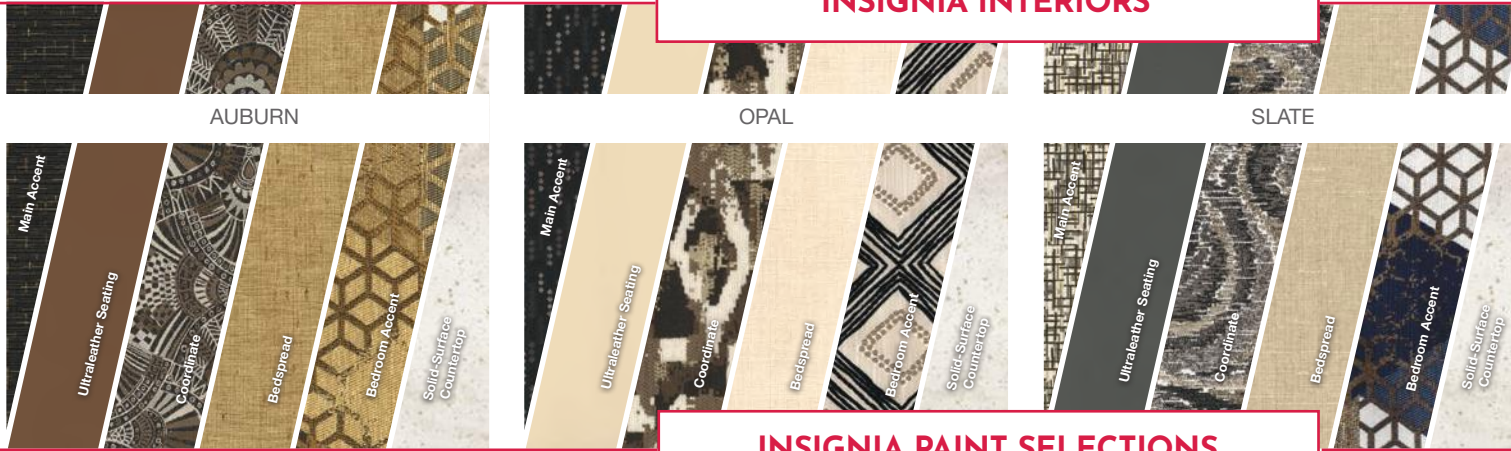 INSIGNIA INTERIORS
AUBURN
OPAL
SLATE
Main Accent
Ultraleather Seating
Coordinate
Bedspread
Bedroom Accent
Solid-Surface
Countertop
Main Accent
Ultraleather Seating
Coordinate
Bedspread
Bedroom Accent
Solid-Surface
Countertop
Main Accent
Ultraleather Seating
Coordinate
Bedspread
Bedroom Accent
Solid-Surface
Countertop
INSIGNIA PAINT SELECTIONS